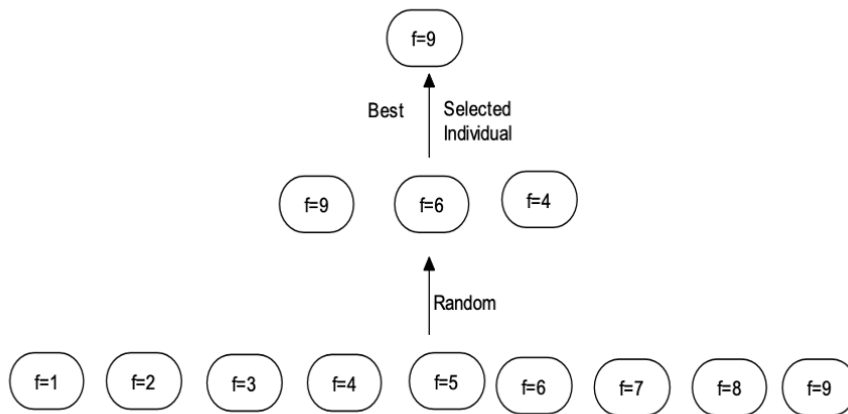 f=9
Best
Selected
Individual
f=9 f=6 f=4
Random
f=1 f=2 f=3 f=4 f=5 f=6 f=7 f=8 f=9